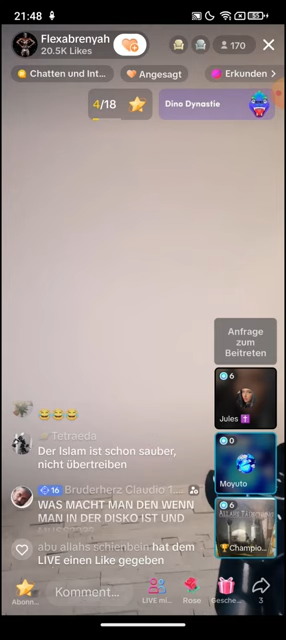 21:48
Flexabrenyah
20.5K Likes
170
Chatten und Int...
Angesagt
Erkunden
4/18
Dino Dynastie
Anfrage
zum
Beitreten
6
Jules
0
Moyuto
6
Champio...
Tetraeda
Der Islam ist schon sauber,
nicht übertreiben
16 Bruderherz Claudio 1...
WAS MACHT MAN DEN WENN
MAN IN DER DISKO IST UND
abu allahs schienbein hat dem
LIVE einen Like gegeben
Abonn...
Komment...
LIVE mi...
Rose
Gesche...
3